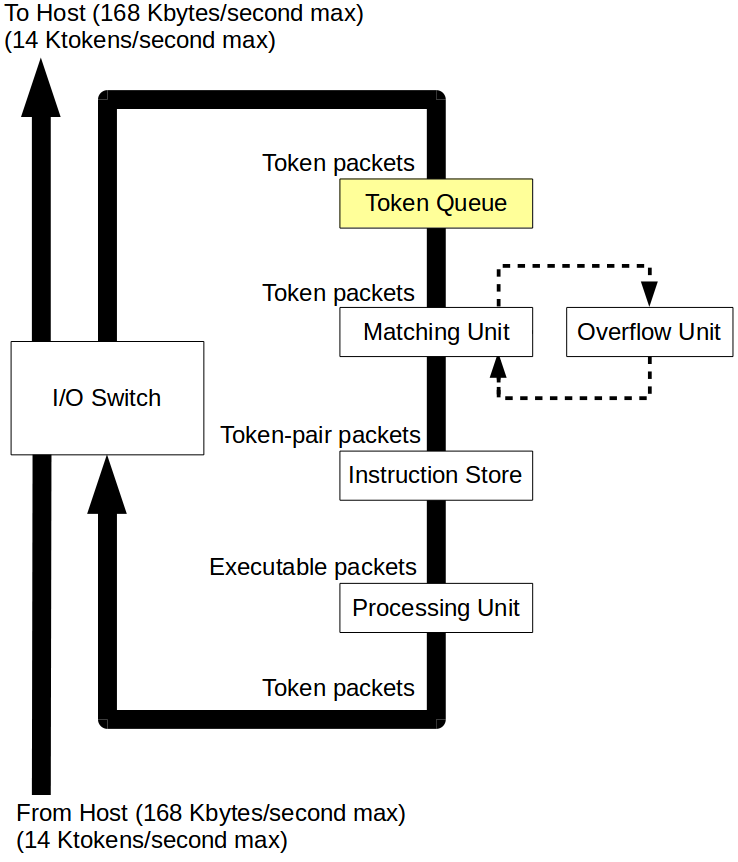 To Host (168 Kbytes/second max)
(14 Ktokens/second max)
Token packets
Token Queue
Token packets
Matching Unit
Overflow Unit
I/O Switch
Token-pair packets
Instruction Store
Executable packets
Processing Unit
Token packets
From Host (168 Kbytes/second max)
(14 Ktokens/second max)